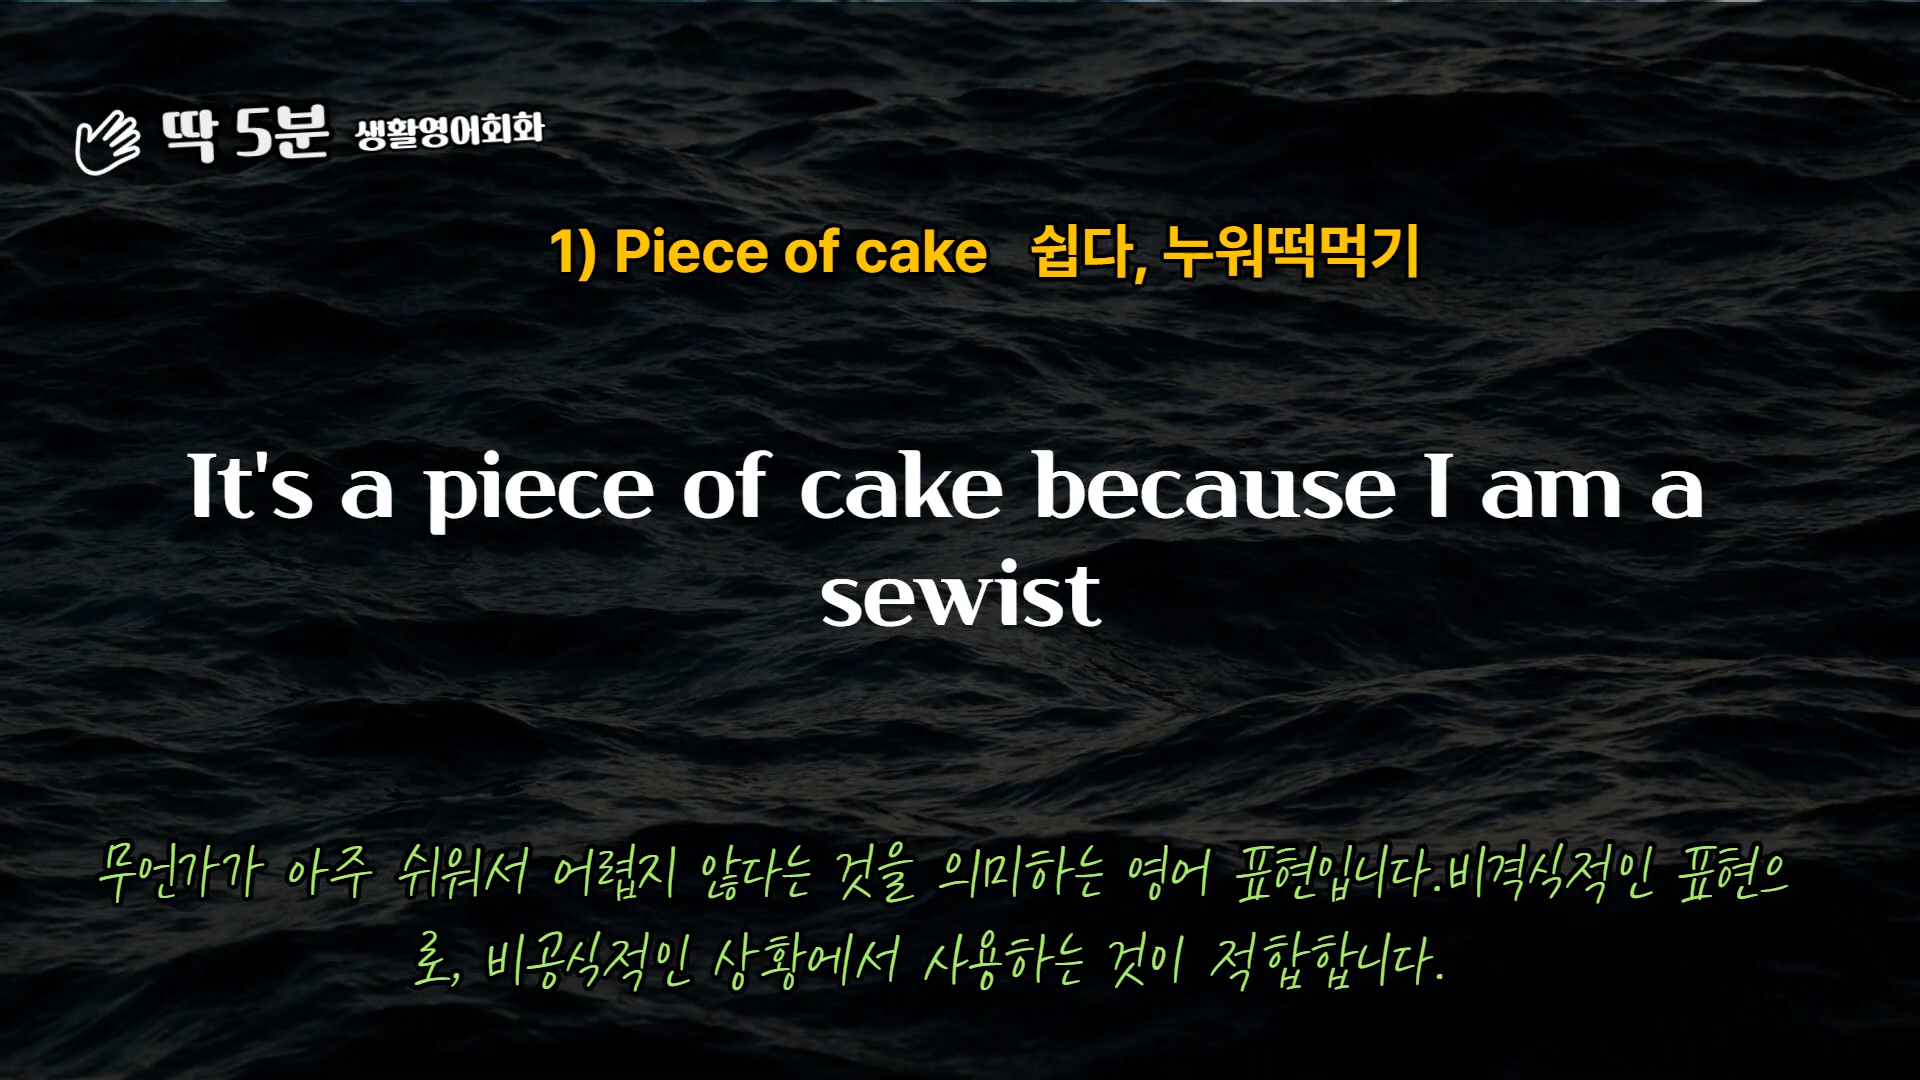 딱 5분 생활영어회화
1) Piece of cake 쉽다, 누워떡먹기
It's a piece of cake because I am a
sewist
무언가가 아주 쉬워서 어렵지 않다는 것을 의미하는 영어 표현입니다.비격식적인 표현으
로, 비공식적인 상황에서 사용하는 것이 적합합니다.